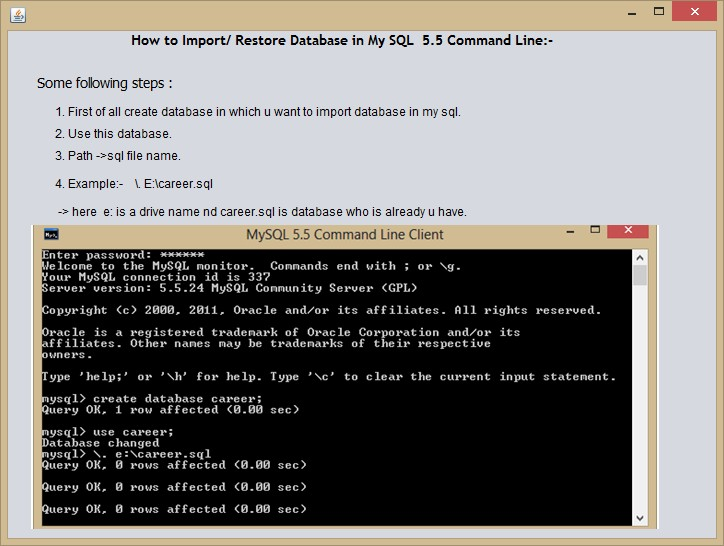 How to Import/ Restore Database in My SQL  5.5 Command Line:-
Some following steps :
1. First of all create database in which u want to import database in my sql.
2. Use this database.
3. Path ->sql file name.
4. Example:-   \. E:\career.sql
-> here  e: is a drive name nd career.sql is database who is already u have.
MySQL 5.5 Command Line Client
Enter password: ******
Welcome to the MySQL monitor.  Commands end with ; or \g.
Your MySQL connection id is 337
Server version: 5.5.24 MySQL Community Server (GPL)
Copyright (c) 2000, 2011, Oracle and/or its affiliates. All rights reserved.
Oracle is a registered trademark of Oracle Corporation and/or its
affiliates. Other names may be trademarks of their respective
owners.
Type 'help;' or '\h' for help. Type '\c' to clear the current input statement.
mysql> create database career;
Query OK, 1 row affected (0.00 sec)
mysql> use career;
Database changed
mysql> \. e:\career.sql
Query OK, 0 rows affected (0.00 sec)
Query OK, 0 rows affected (0.00 sec)
Query OK, 0 rows affected (0.00 sec)